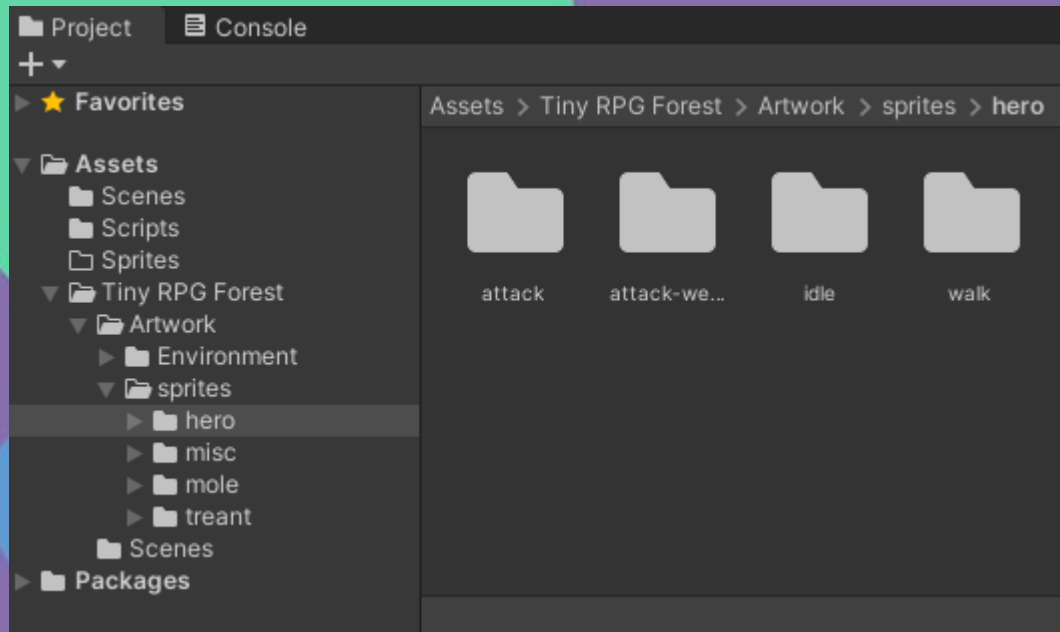 Project Console
Favorites
Assets > Tiny RPG Forest > Artwork > sprites > hero
Assets
Scenes
Scripts
Sprites
Tiny RPG Forest
Artwork
Environment
sprites
hero
misc
mole
treant
Scenes
Packages
attack attack-we... idle walk